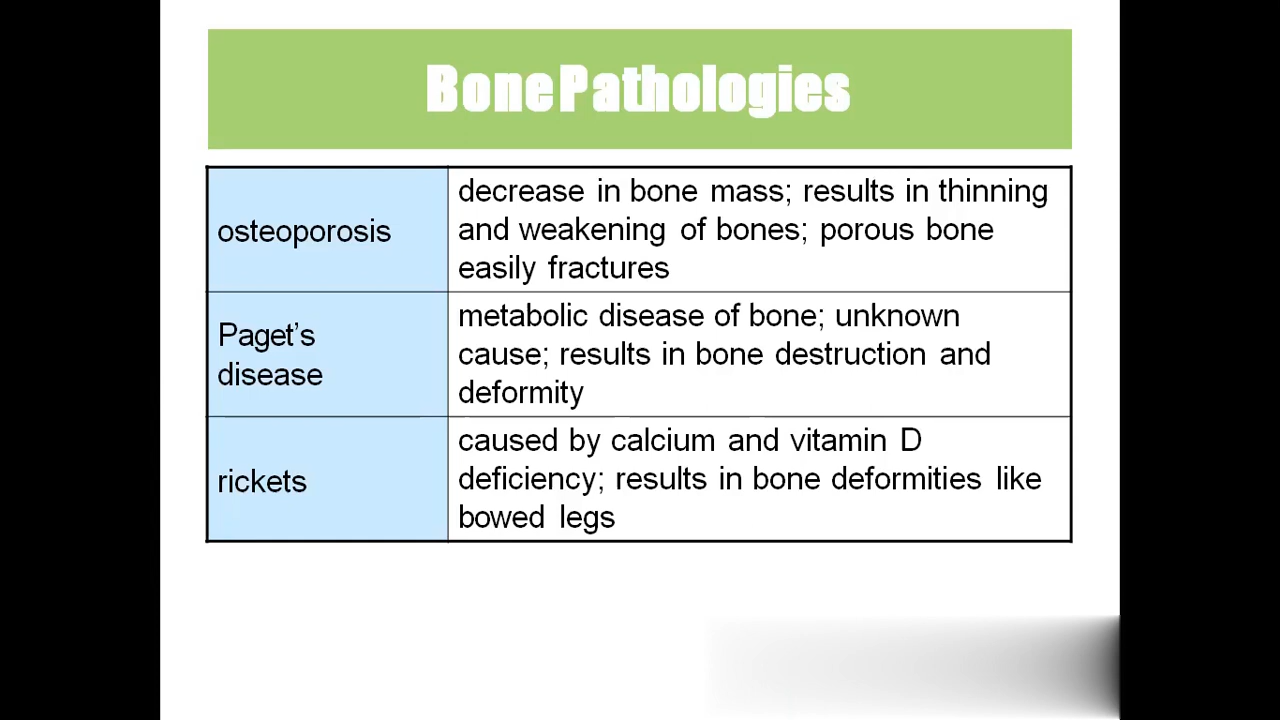 Bone Pathologies
osteoporosis
decrease in bone mass; results in thinning
and weakening of bones; porous bone
easily fractures
Paget’s
disease
metabolic disease of bone; unknown
cause; results in bone destruction and
deformity
rickets
caused by calcium and vitamin D
deficiency; results in bone deformities like
bowed legs